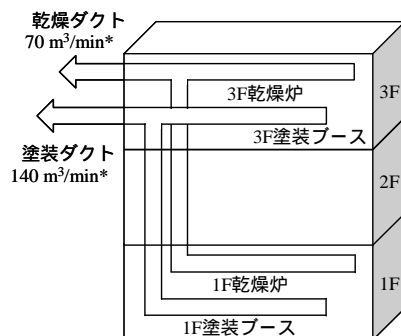 乾燥ダクト
70 m³/min*
3F乾燥炉
3F
3F塗装ブース
塗装ダクト
140 m³/min*
2F
1F乾燥炉
1F
1F塗装ブース